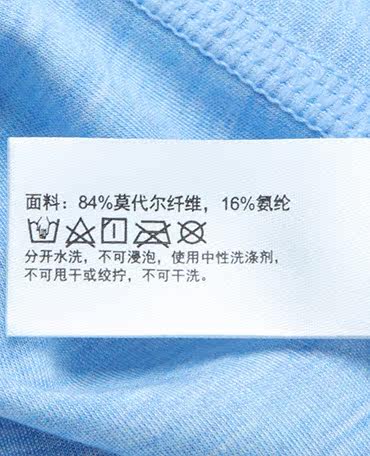 面料：84%莫代尔纤维，16%氨纶
分开水洗，不可浸泡，使用中性洗涤剂，
不可甩干或绞拧，不可干洗。